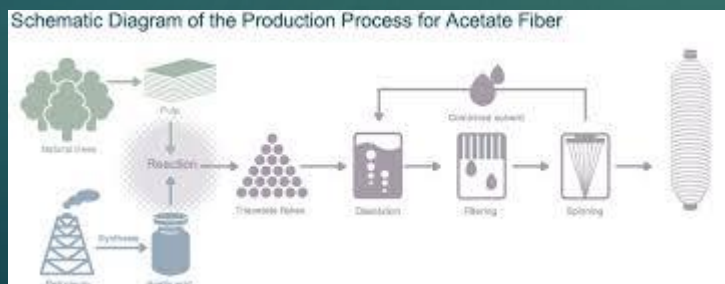 Schematic Diagram of the Production Process for Acetate Fiber
Pulp
Natural trees
Reaction
Triacetate flakes
Dissolution
Filtering
Spinning
Synthesis